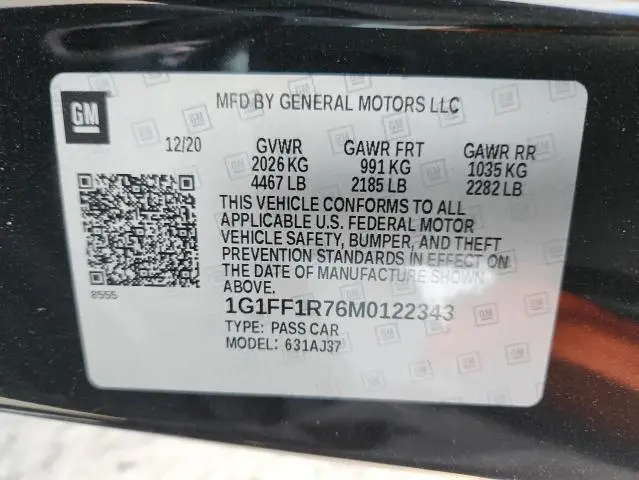 GM
MFD BY GENERAL MOTORS LLC
12/20 GVWR GAWR FRT GAWR RR
2026 KG 991 KG 1035 KG
4467 LB 2185 LB 2282 LB
THIS VEHICLE CONFORMS TO ALL
APPLICABLE U.S. FEDERAL MOTOR
VEHICLE SAFETY, BUMPER, AND THEFT
PREVENTION STANDARDS IN EFFECT ON
THE DATE OF MANUFACTURE SHOWN
ABOVE.
8555
1G1FF1R76M0122343
TYPE: PASS CAR
MODEL: 631AJ37